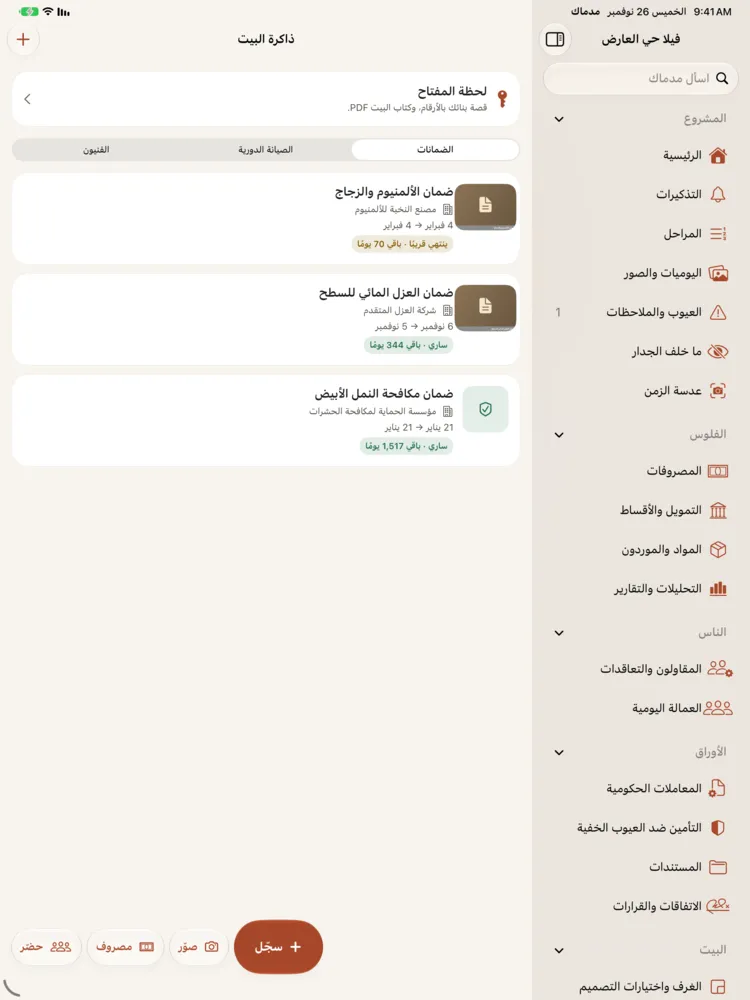 9:41 AM الخميس 26 نوفمبر مدماك
فيلا حي العارض
اسأل مدماك
المشروع
الرئيسية
التذكيرات
المراحل
اليوميات والصور
العيوب والملاحظات 1
ما خلف الجدار
عدسة الزمن
الفلوس
المصروفات
التمويل والأقساط
المواد والموردون
التحليلات والتقارير
الناس
المقاولون والتعاقدات
العمالة اليومية
الأوراق
المعاملات الحكومية
التأمين ضد العيوب الخفية
المستندات
الاتفاقات والقرارات
البيت
الغرف واختيارات التصميم
ذاكرة البيت
لحظة المفتاح
قصة بنائك بالأرقام، وكتاب البيت PDF.
الضمانات
الصيانة الدورية
الفنيون
ضمان الألمنيوم والزجاج
مصنع النخبة للألمنيوم
4 فبراير → 4 فبراير
ينتهي قريبًا · باقي 70 يومًا
ضمان العزل المائي للسطح
شركة العزل المتقدم
6 نوفمبر → 5 نوفمبر
ساري · باقي 344 يومًا
ضمان مكافحة النمل الأبيض
مؤسسة الحماية لمكافحة الحشرات
21 يناير → 21 يناير
ساري · باقي 1,517 يومًا
+ سجّل
صوّر
مصروف
حضّر